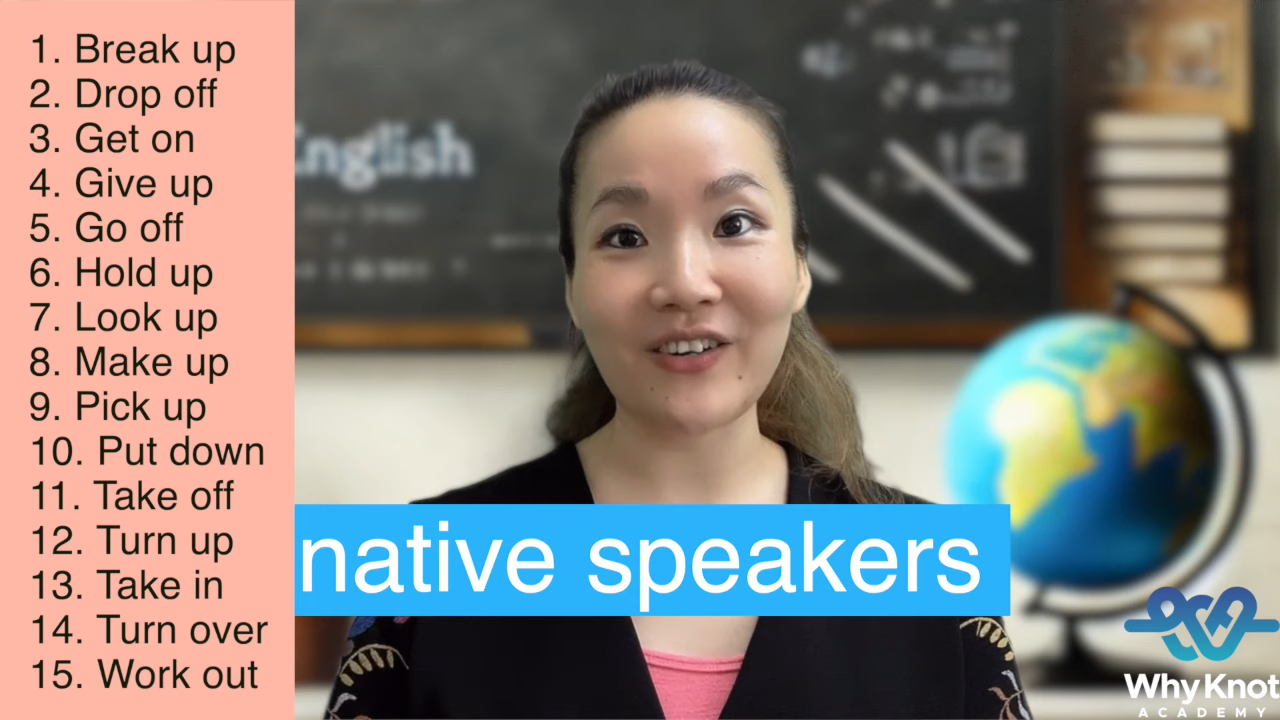 1. Break up
2. Drop off
3. Get on
4. Give up
5. Go off
6. Hold up
7. Look up
8. Make up
9. Pick up
10. Put down
11. Take off
12. Turn up
13. Take in
14. Turn over
15. Work out
English
native speakers
Why Knot
ACADEMY